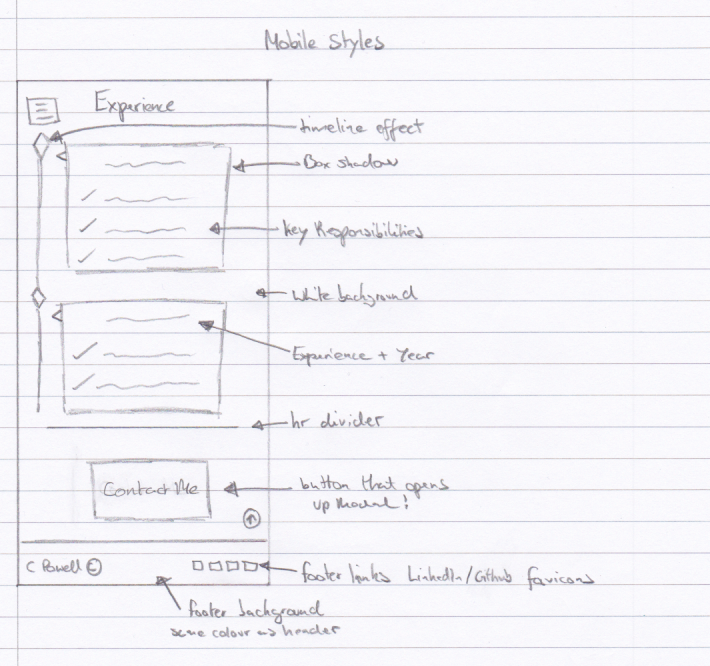 Mobile Styles
Experience
timeline effect
Box shadow
Key Responsibilities
White background
Experience + Year
hr divider
Contact Me
button that opens
up Modal!
C Powell ©
footer links LinkedIn/Github favicons
footer background
same colour as header